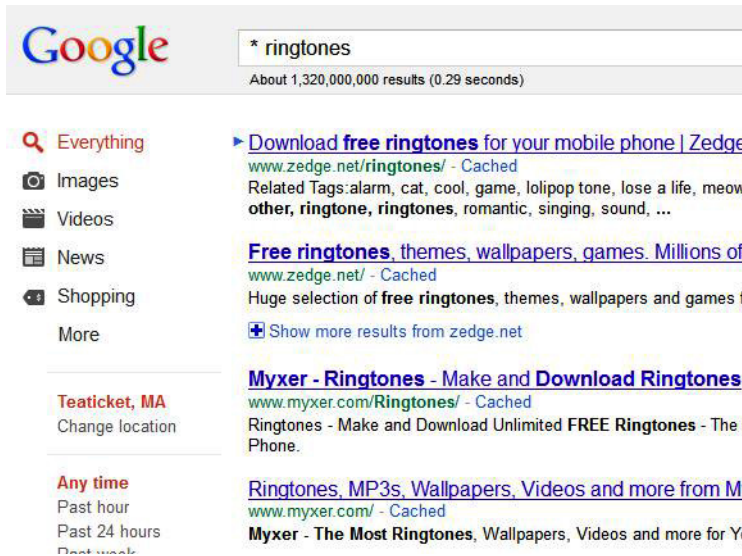 Google
* ringtones
About 1,320,000,000 results (0.29 seconds)
Everything
Images
Videos
News
Shopping
More
Teaticket, MA
Change location
Any time
Past hour
Past 24 hours
Past week
Download free ringtones for your mobile phone | Zedge
www.zedge.net/ringtones/ - Cached
Related Tags:alarm, cat, cool, game, lolipop tone, lose a life, meow
other, ringtone, ringtones, romantic, singing, sound, ...
Free ringtones, themes, wallpapers, games. Millions of
www.zedge.net/ - Cached
Huge selection of free ringtones, themes, wallpapers and games
Show more results from zedge.net
Myxer - Ringtones - Make and Download Ringtones
www.myxer.com/Ringtones/ - Cached
Ringtones - Make and Download Unlimited FREE Ringtones - The
Phone.
Ringtones, MP3s, Wallpapers, Videos and more from M
www.myxer.com/ - Cached
Myxer - The Most Ringtones, Wallpapers, Videos and more for Y